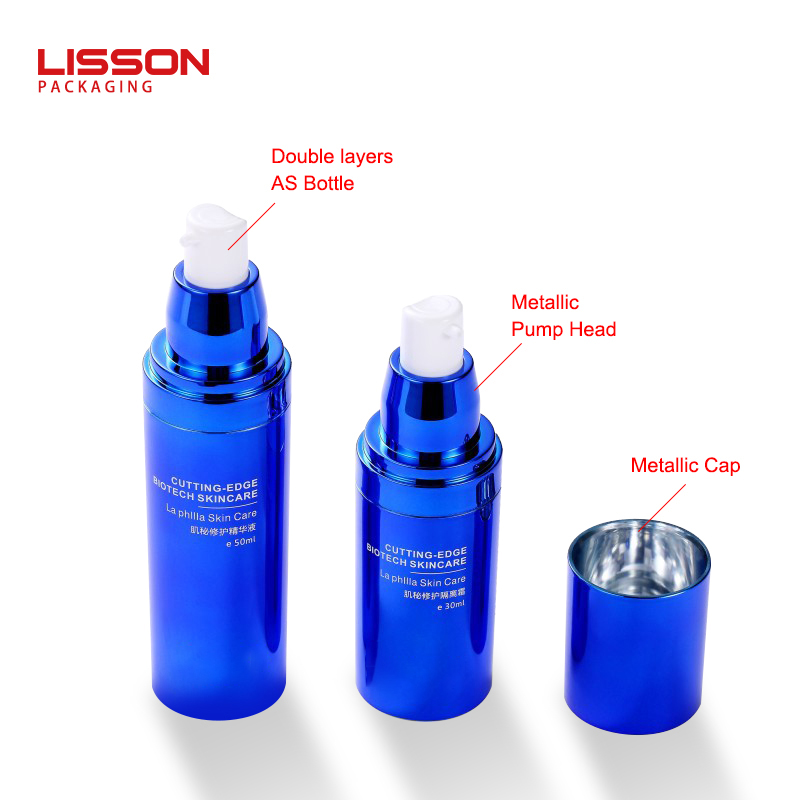 LISSON
PACKAGING
Double layers
AS Bottle
Metallic
Pump Head
Metallic Cap
CUTTING-EDGE
BIOTECH SKINCARE
La phIlla Skin Care
肌秘修护精华液
e 50ml
CUTTING-EDGE
BIOTECH SKINCARE
La phIlla Skin Care
肌秘修护隔离霜
e 30ml